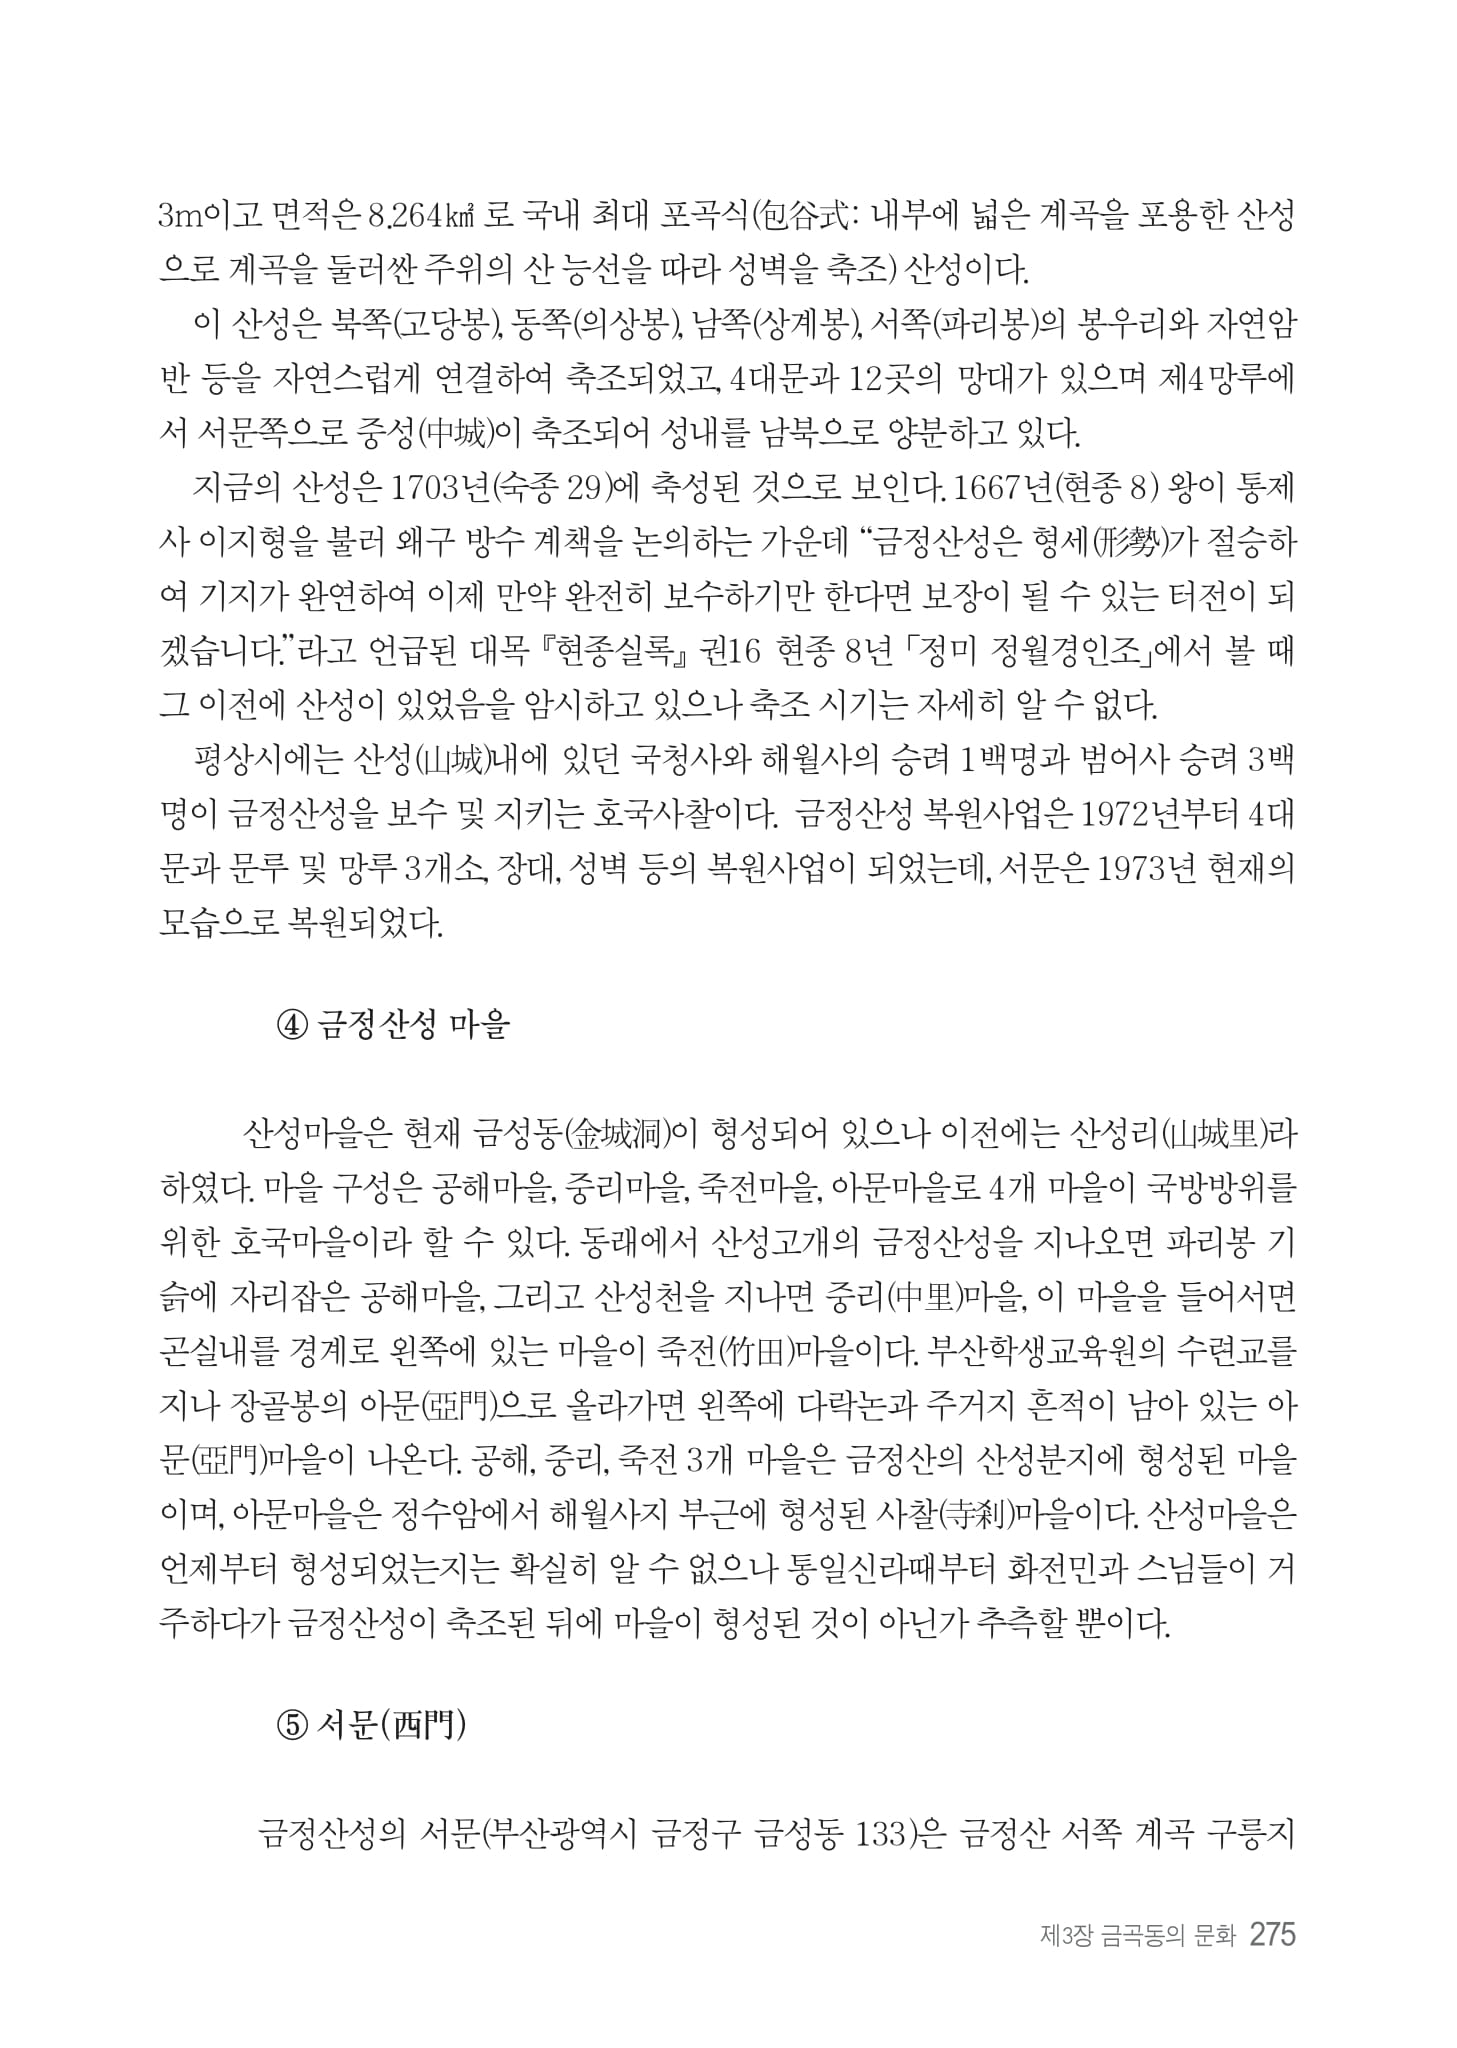 3m이고 면적은 8.264㎢ 로 국내 최대 포곡식(包谷式: 내부에 넓은 계곡을 포용한 산성
으로 계곡을 둘러싼 주위의 산 능선을 따라 성벽을 축조) 산성이다.
이 산성은 북쪽(고당봉), 동쪽(의상봉), 남쪽(상계봉), 서쪽(파리봉)의 봉우리와 자연암
반 등을 자연스럽게 연결하여 축조되었고, 4대문과 12곳의 망대가 있으며 제4망루에
서 서문쪽으로 중성(中城)이 축조되어 성내를 남북으로 양분하고 있다.
지금의 산성은 1703년(숙종 29)에 축성된 것으로 보인다. 1667년(현종 8) 왕이 통제
사 이지형을 불러 왜구 방수 계책을 논의하는 가운데 “금정산성은 형세(形勢)가 절승하
여 기지가 완연하여 이제 만약 완전히 보수하기만 한다면 보장이 될 수 있는 터전이 되
겠습니다.”라고 언급된 대목 『현종실록』 권16 현종 8년 「정미 정월경인조」에서 볼 때
그 이전에 산성이 있었음을 암시하고 있으나 축조 시기는 자세히 알 수 없다.
평상시에는 산성(山城)내에 있던 국청사와 해월사의 승려 1백명과 범어사 승려 3백
명이 금정산성을 보수 및 지키는 호국사찰이다. 금정산성 복원사업은 1972년부터 4대
문과 문루 및 망루 3개소, 장대, 성벽 등의 복원사업이 되었는데, 서문은 1973년 현재의
모습으로 복원되었다.
④ 금정산성 마을
산성마을은 현재 금성동(金城洞)이 형성되어 있으나 이전에는 산성리(山城里)라
하였다. 마을 구성은 공해마을, 중리마을, 죽전마을, 아문마을로 4개 마을이 국방방위를
위한 호국마을이라 할 수 있다. 동래에서 산성고개의 금정산성을 지나오면 파리봉 기
슭에 자리잡은 공해마을, 그리고 산성천을 지나면 중리(中里)마을, 이 마을을 들어서면
곤실내를 경계로 왼쪽에 있는 마을이 죽전(竹田)마을이다. 부산학생교육원의 수련교를
지나 장골봉의 아문(亞門)으로 올라가면 왼쪽에 다락논과 주거지 흔적이 남아 있는 아
문(亞門)마을이 나온다. 공해, 중리, 죽전 3개 마을은 금정산의 산성분지에 형성된 마을
이며, 아문마을은 정수암에서 해월사지 부근에 형성된 사찰(寺刹)마을이다. 산성마을은
언제부터 형성되었는지는 확실히 알 수 없으나 통일신라때부터 화전민과 스님들이 거
주하다가 금정산성이 축조된 뒤에 마을이 형성된 것이 아닌가 추측할 뿐이다.
⑤ 서문(西門)
금정산성의 서문(부산광역시 금정구 금성동 133)은 금정산 서쪽 계곡 구릉지
제3장 금곡동의 문화 275